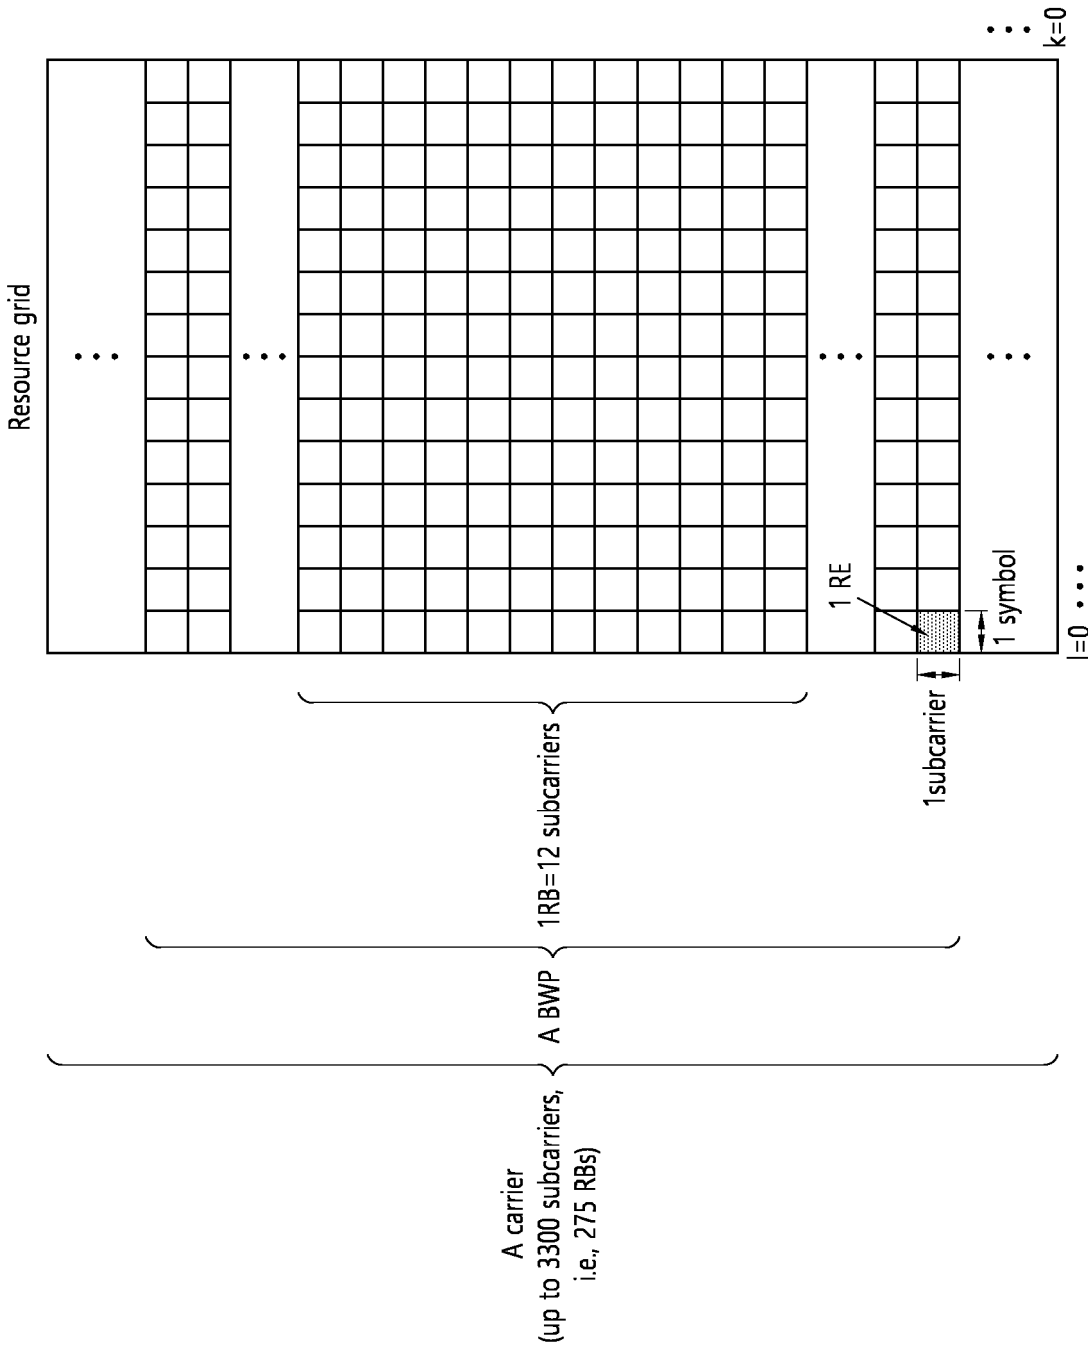 Resource grid
A carrier
(up to 3300 subcarriers,
i.e., 275 RBs)
A BWP
1RB=12 subcarriers
1 RE
1subcarrier
1 symbol
k=0
l=0